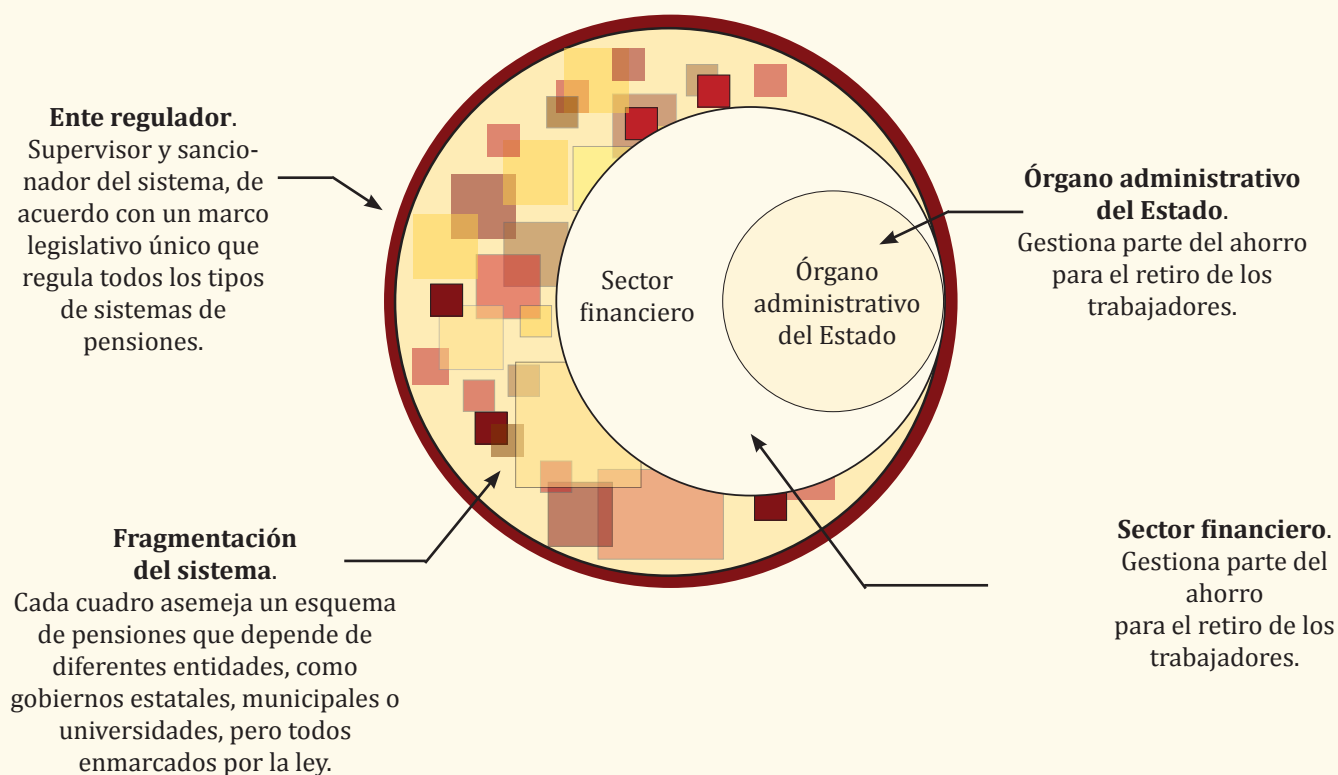 Ente regulador.
Supervisor y sancio-
nador del sistema, de
acuerdo con un marco
legislativo único que
regula todos los tipos
de sistemas de
pensiones.
Sector
financiero
Órgano
administrativo
del Estado
Órgano administrativo
del Estado.
Gestiona parte del ahorro
para el retiro de los
trabajadores.
Fragmentación
del sistema.
Cada cuadro asemeja un esquema
de pensiones que depende de
diferentes entidades, como
gobiernos estatales, municipales o
universidades, pero todos
enmarcados por la ley.
Sector financiero.
Gestiona parte del
ahorro
para el retiro de los
trabajadores.